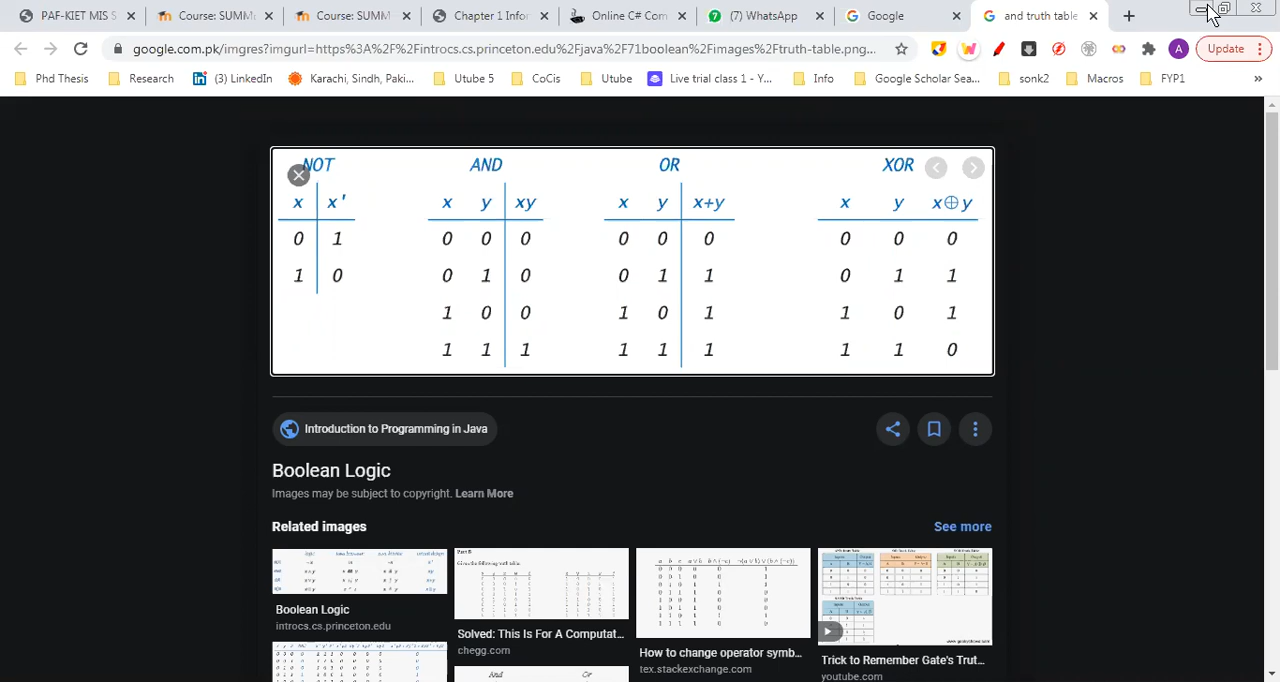 PAF-KIET MIS S
Course: SUMM
Course: SUMM
Chapter 1 Infor
Online C# Com
(7) WhatsApp
Google
and truth table
google.com.pk/imgres?imgurl=https%3A%2F%2Fintrocs.cs.princeton.edu%2Fjava%2F71boolean%2Fimages%2Ftruth-table.png...
A
Update
Phd Thesis
Research
(3) LinkedIn
Karachi, Sindh, Paki...
Utube 5
CoCis
Utube
Live trial class 1 - Y...
Info
Google Scholar Sea...
sonk2
Macros
FYP1
»
NOT AND OR XOR
x x' x y xy x y x+y x y x⊕y
0 1 0 0 0 0 0 0 0 0 0
1 0 0 1 0 0 1 1 0 1 1
1 0 0 1 0 1 1 0 1
1 1 1 1 1 1 1 1 0
Introduction to Programming in Java
Boolean Logic
Images may be subject to copyright. Learn More
Related images
See more
Boolean Logic
introcs.cs.princeton.edu
Solved: This Is For A Computat...
chegg.com
How to change operator symb...
tex.stackexchange.com
Trick to Remember Gate's Trut...
youtube.com
And Or